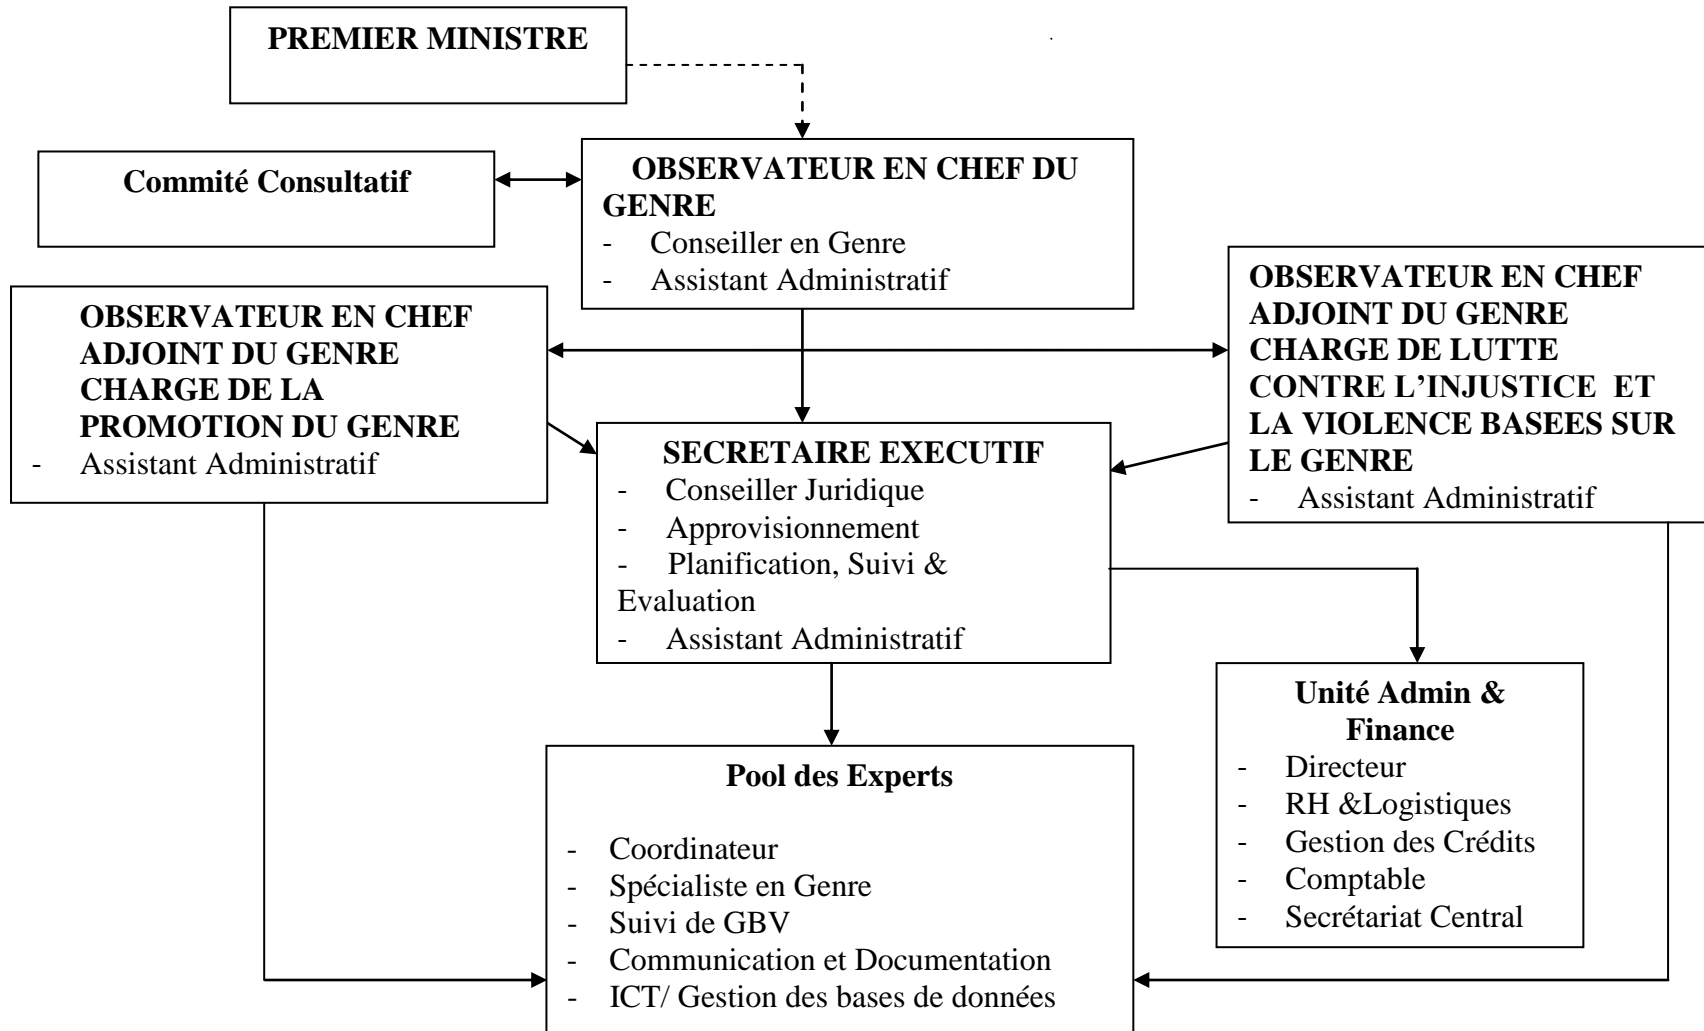 PREMIER MINISTRE
Commité Consultatif
OBSERVATEUR EN CHEF DU
GENRE
- Conseiller en Genre
- Assistant Administratif
OBSERVATEUR EN CHEF
ADJOINT DU GENRE
CHARGE DE LA
PROMOTION DU GENRE
- Assistant Administratif
OBSERVATEUR EN CHEF
ADJOINT DU GENRE
CHARGE DE LUTTE
CONTRE L’INJUSTICE ET
LA VIOLENCE BASEES SUR
LE GENRE
- Assistant Administratif
SECRETAIRE EXECUTIF
- Conseiller Juridique
- Approvisionnement
- Planification, Suivi &
Evaluation
- Assistant Administratif
Unité Admin &
Finance
- Directeur
- RH &Logistiques
- Gestion des Crédits
- Comptable
- Secrétariat Central
Pool des Experts
- Coordinateur
- Spécialiste en Genre
- Suivi de GBV
- Communication et Documentation
- ICT/ Gestion des bases de données